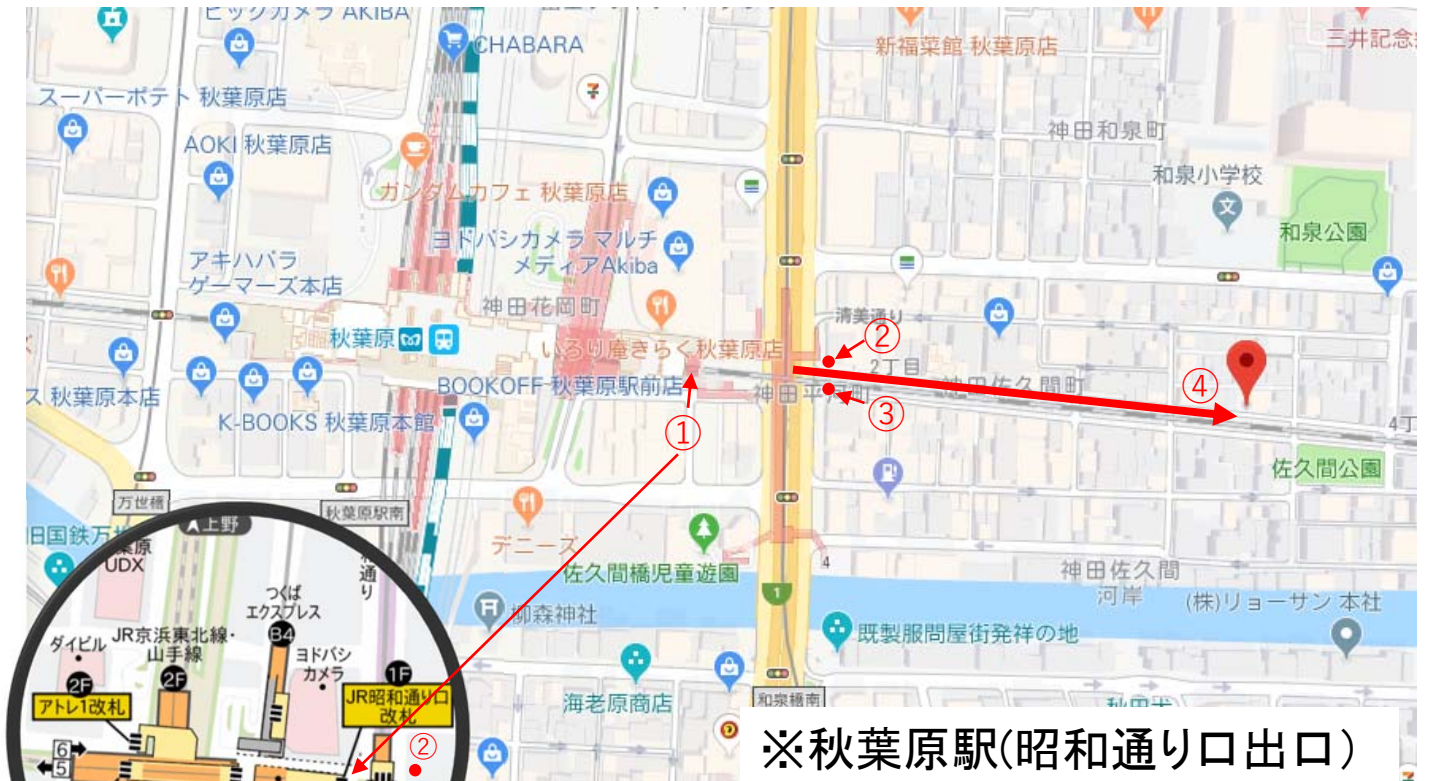 ビックカメラ AKIBA
CHABARA
新福菜館 秋葉原店
三井記念
スーパーポテト 秋葉原店
AOKI 秋葉原店
神田和泉町
和泉小学校
文
和泉公園
ガンダムカフェ 秋葉原店
ヨドバシカメラ マルチ
メディアAkiba
アキハバラ
ゲーマーズ本店
神田花岡町
清美通り
②
秋葉原
いろり庵きらく秋葉原店
2丁目
ス 秋葉原本店
BOOKOFF 秋葉原駅前店
神田平河町
神田佐久間町
④
③
K-BOOKS 秋葉原本館
①
4丁
佐久間公園
万世橋
秋葉原駅南
旧国鉄万世
デニーズ
佐久間橋児童遊園
4
神田佐久間
河岸
(株)リョーサン 本社
1
柳森神社
既製服問屋街発祥の地
海老原商店
和泉橋南
上野
葉原
UDX
通り
つくば
エクスプレス
B4
ダイビル
JR京浜東北線・
山手線
2F
2F
アトレ1改札
ヨドバシ
カメラ
1F
JR昭和通り口
改札
②
6
5
※秋葉原駅(昭和通り口出口)